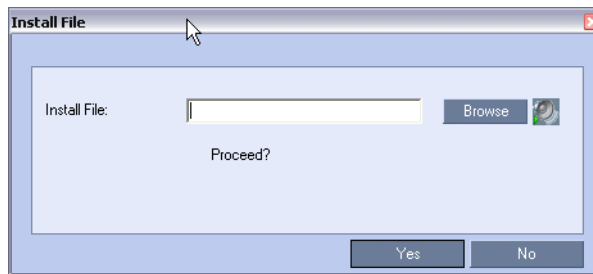 Install File
Install File:
Browse
Proceed?
Yes
No